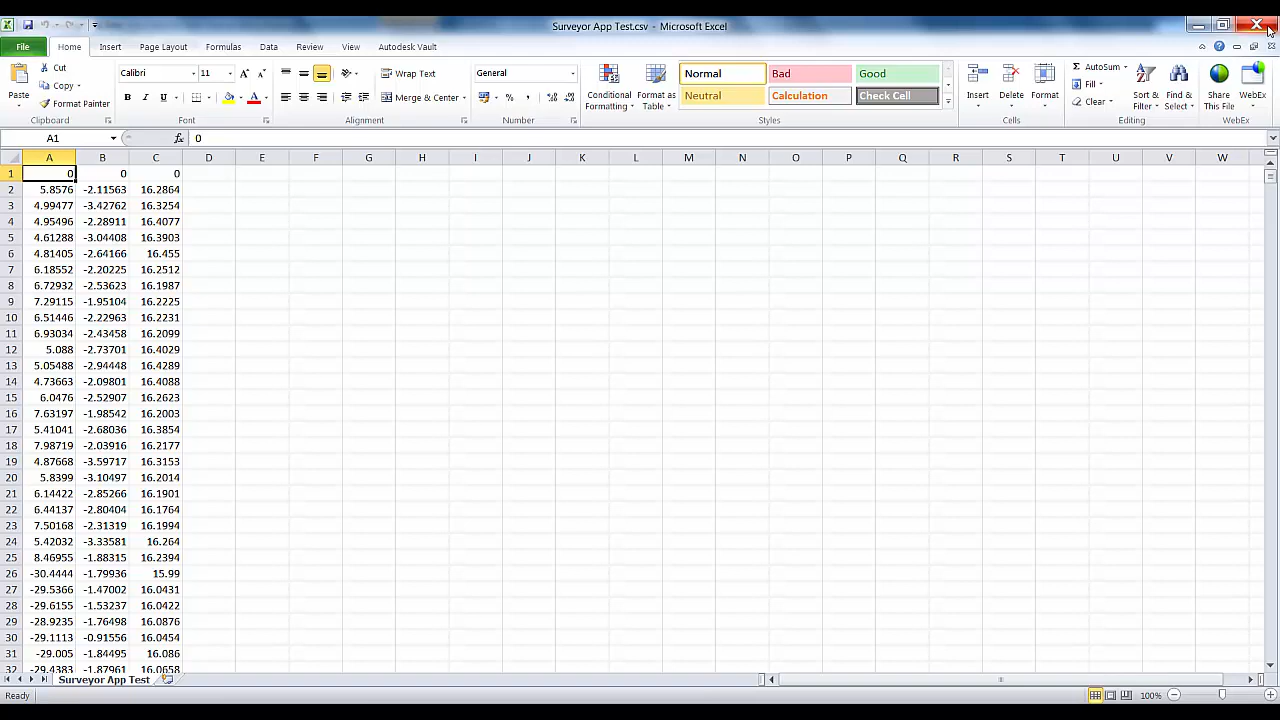 Surveyor App Test.csv - Microsoft Excel
File Home Insert Page Layout Formulas Data Review View Autodesk Vault
Paste Cut Copy Format Painter Clipboard
Calibri 11 B I U A Font
Wrap Text Merge & Center Alignment
General $ % , Number
Conditional Formatting Format as Table
Normal Bad Good
Neutral Calculation Check Cell
Styles
Insert Delete Format Cells
AutoSum Fill Clear Sort & Filter Find & Select Editing
Share This File WebEx WebEx
A1 fx 0
A B C D E F G H I J K L M N O P Q R S T U V W
1 0 0 0
2 5.8576 -2.11563 16.2864
3 4.99477 -3.42762 16.3254
4 4.95496 -2.28911 16.4077
5 4.61288 -3.04408 16.3903
6 4.81405 -2.64166 16.455
7 6.18552 -2.20225 16.2512
8 6.72932 -2.53623 16.1987
9 7.29115 -1.95104 16.2225
10 6.51446 -2.22963 16.2231
11 6.93034 -2.43458 16.2099
12 5.088 -2.73701 16.4029
13 5.05488 -2.94448 16.4289
14 4.73663 -2.09801 16.4088
15 6.0476 -2.52907 16.2623
16 7.63197 -1.98542 16.2003
17 5.41041 -2.68036 16.3854
18 7.98719 -2.03916 16.2177
19 4.87668 -3.59717 16.3153
20 5.8399 -3.10497 16.2014
21 6.14422 -2.85266 16.1901
22 6.44137 -2.80404 16.1764
23 7.50168 -2.31319 16.1994
24 5.42032 -3.33581 16.264
25 8.46955 -1.88315 16.2394
26 -30.4444 -1.79936 15.99
27 -29.5366 -1.47002 16.0431
28 -29.6155 -1.53237 16.0422
29 -28.9235 -1.76498 16.0876
30 -29.1113 -0.91556 16.0454
31 -29.005 -1.84495 16.086
32 -29.4383 -1.87961 16.0658
Surveyor App Test
Ready 100%